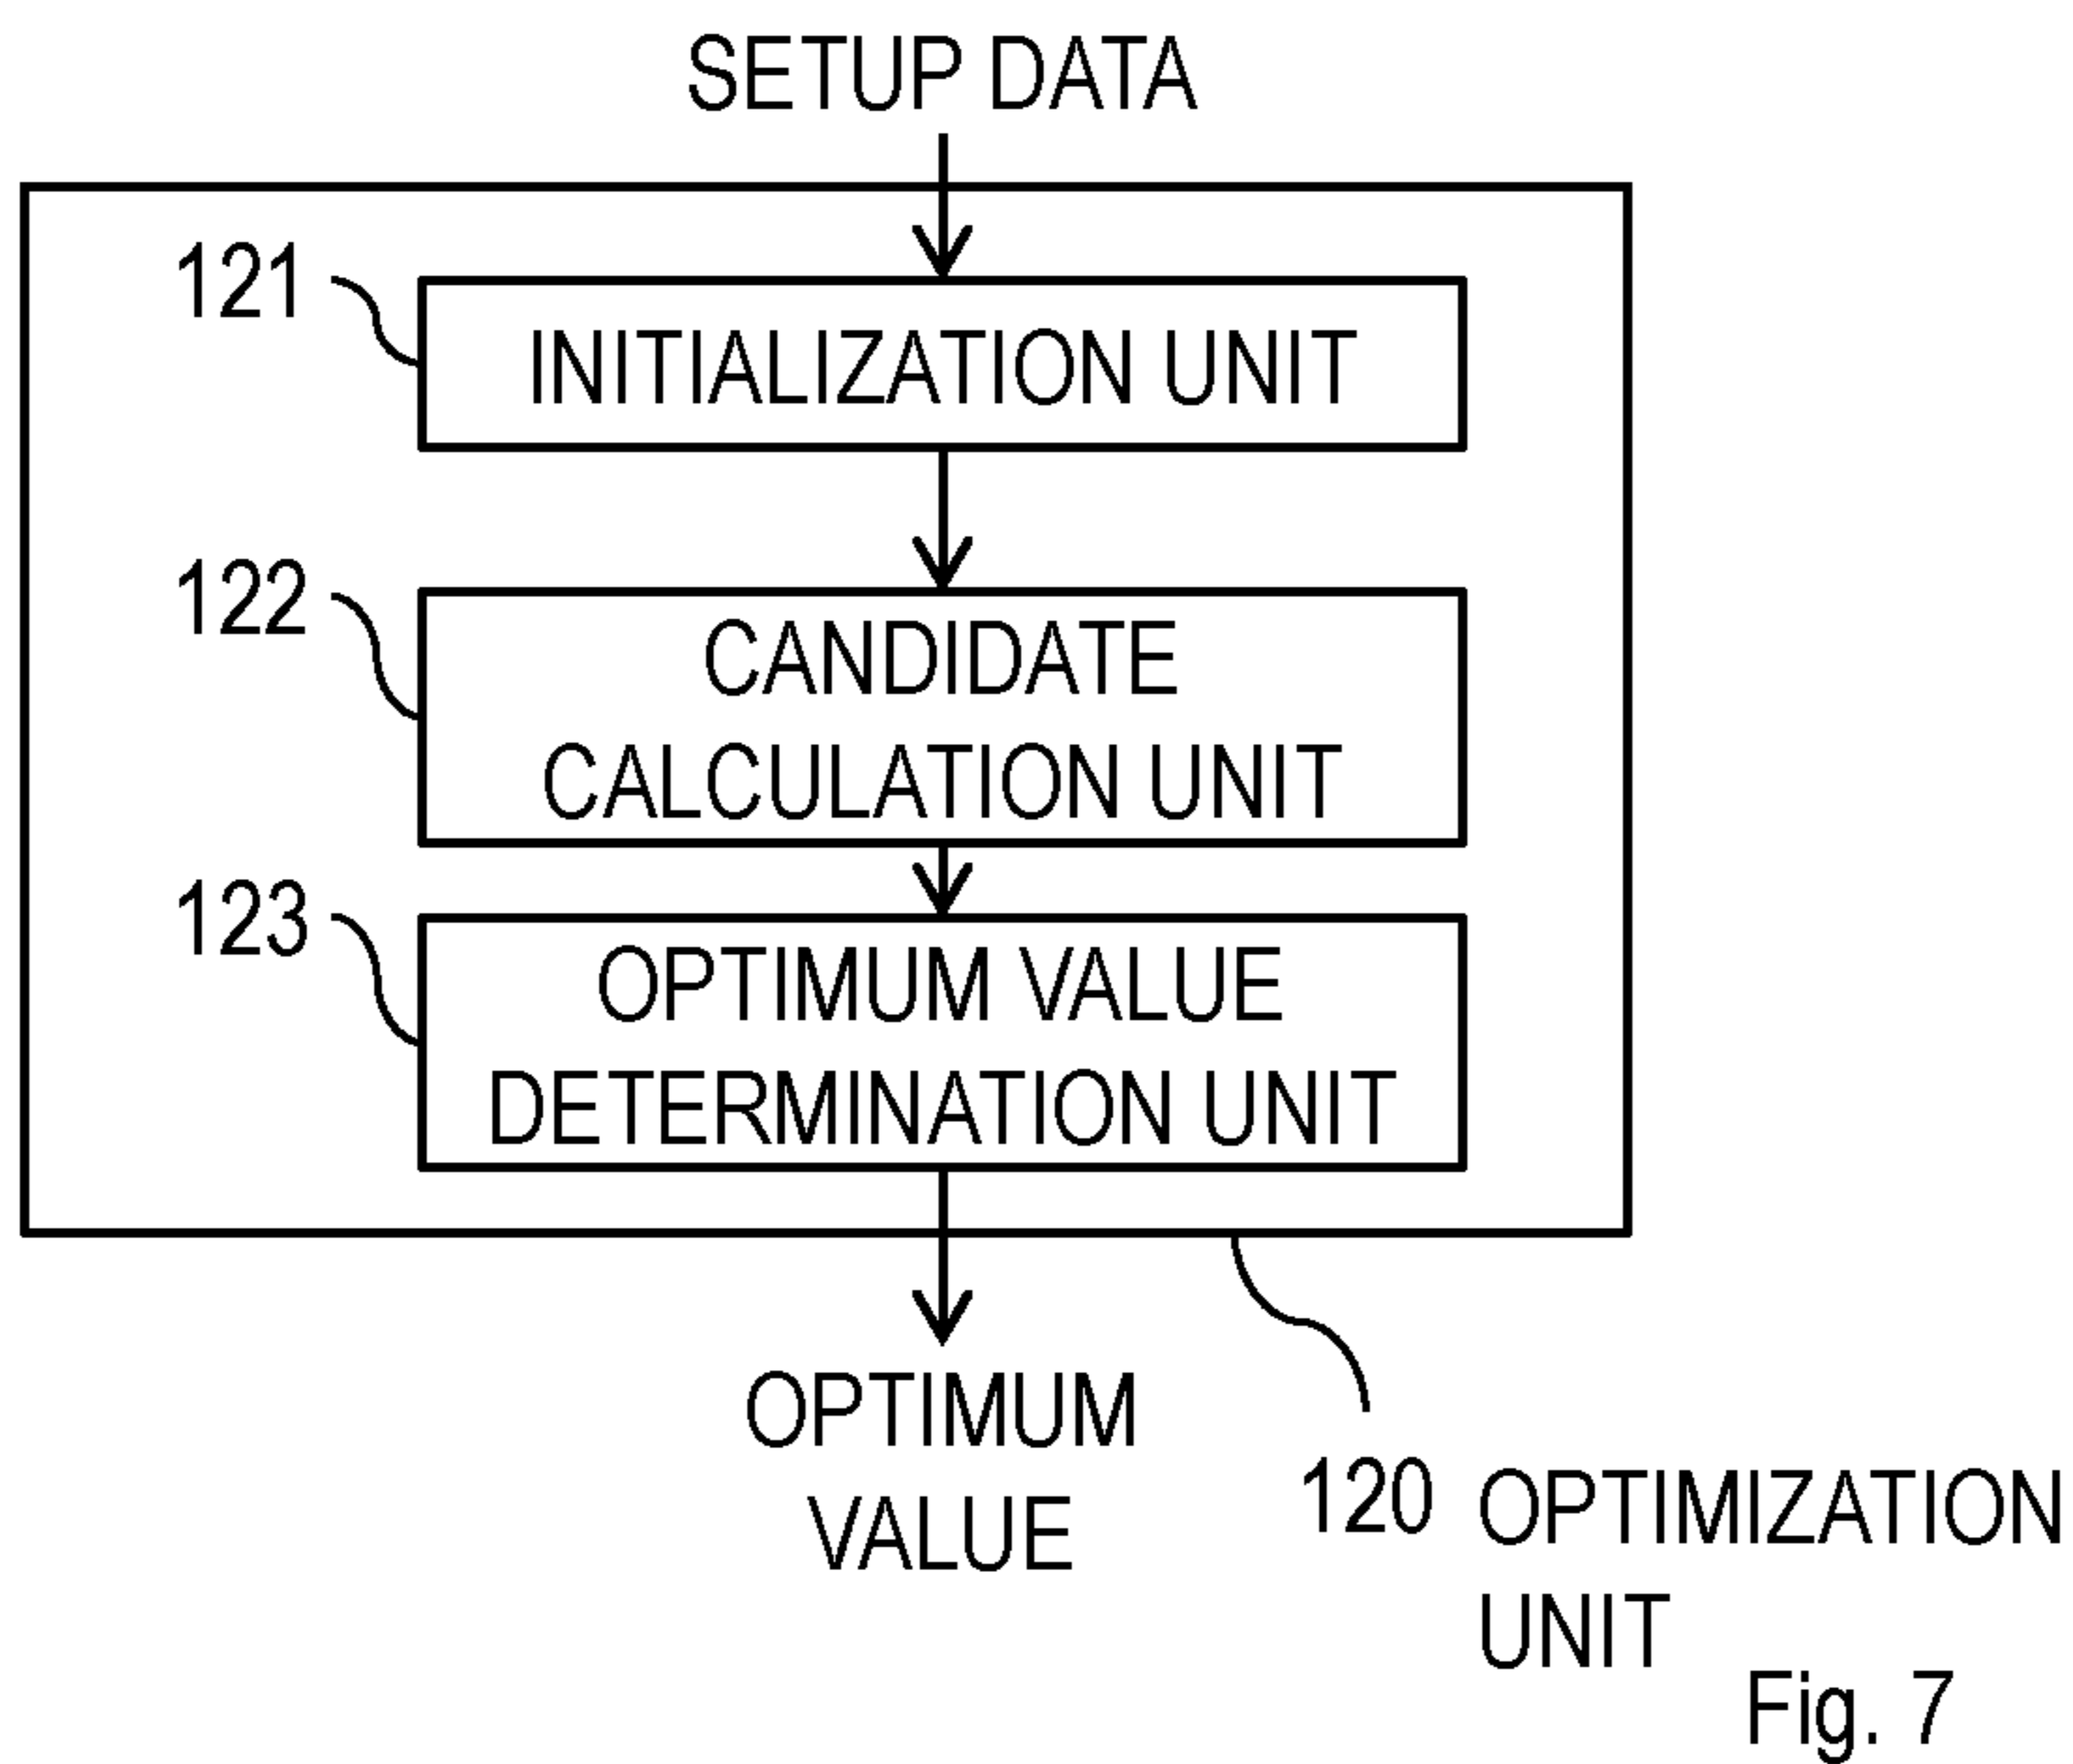 SETUP DATA
121
INITIALIZATION UNIT
122
CANDIDATE
CALCULATION UNIT
123
OPTIMUM VALUE
DETERMINATION UNIT
OPTIMUM
VALUE
120 OPTIMIZATION
UNIT
Fig. 7